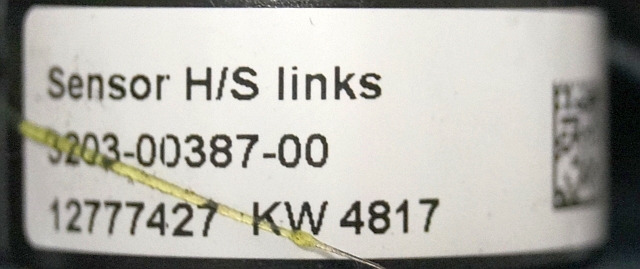 Sensor H/S links
3203-00387-00
12777427 KW 4817